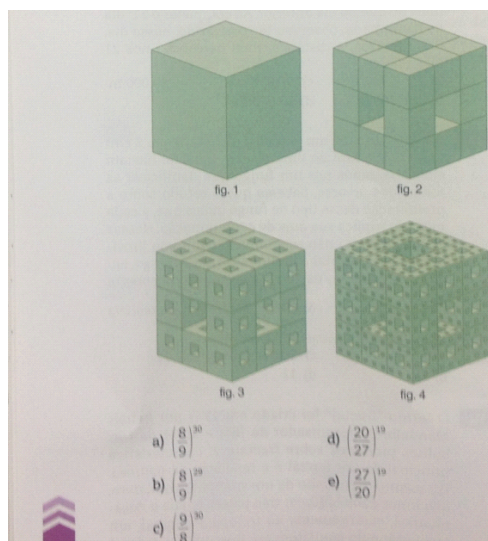 fig. 1
fig. 2
fig. 3
fig. 4
a) (8/9)^30
b) (8/9)^29
c) (9/8)^30
d) (20/27)^19
e) (27/20)^19